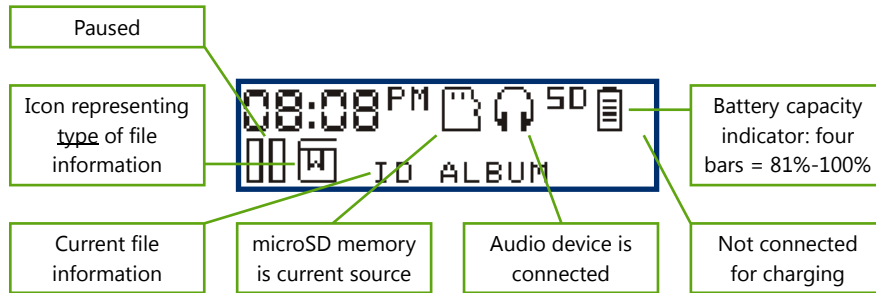 Paused
Icon representing
type of file
information
08:08 PM SD
W
ID ALBUM
Battery capacity
indicator: four
bars = 81%-100%
Current file
information
microSD memory
is current source
Audio device is
connected
Not connected
for charging